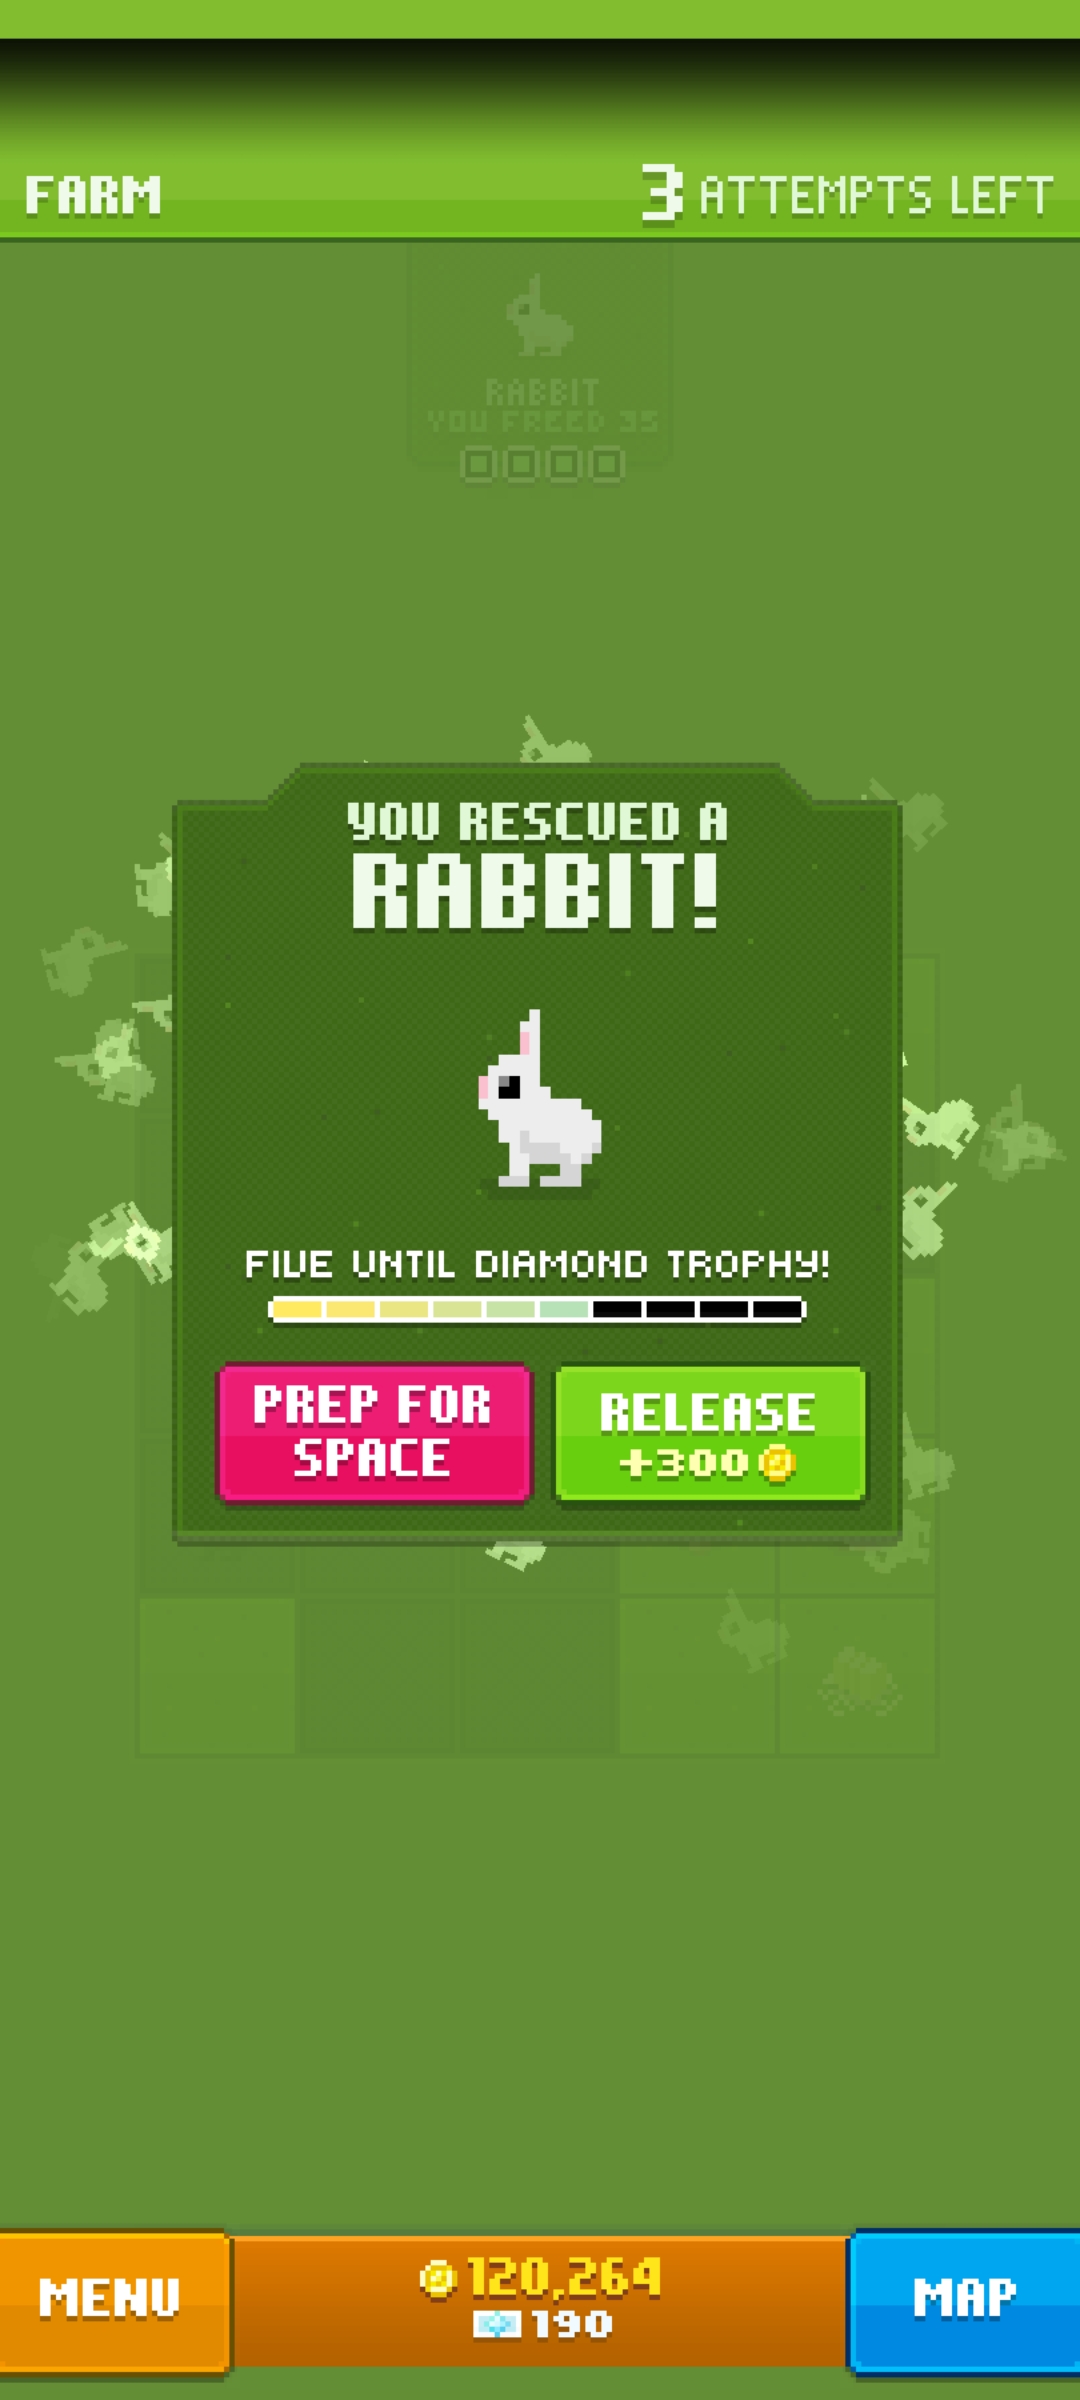 FARM
3 ATTEMPTS LEFT
RABBIT
YOU FREED 35
YOU RESCUED A
RABBIT!
FIVE UNTIL DIAMOND TROPHY!
PREP FOR
SPACE
RELEASE
+300
MENU
120,264
190
MAP